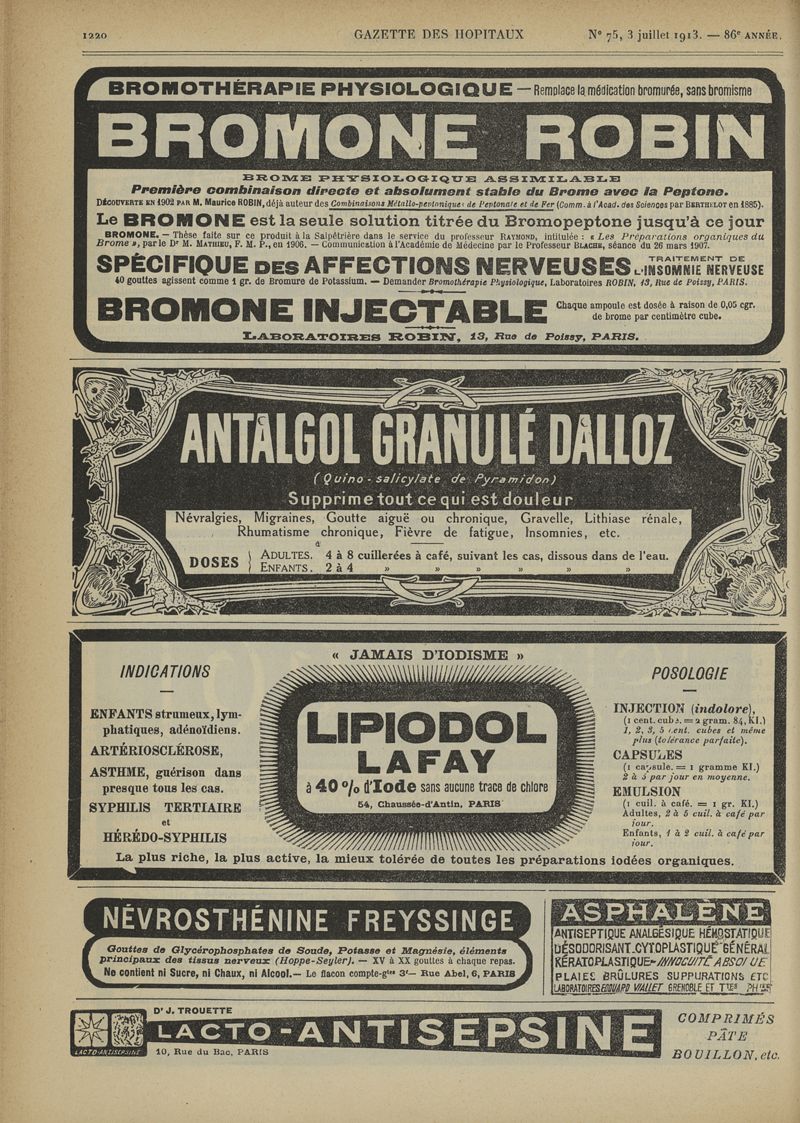 1220 GAZETTE DES HOPITAUX N° 75, 3 juillet 1913. — 86e ANNÉE.
BROMOTHÉRAPIE PHYSIOLOGIQUE — Remplace la médication bromurée, sans bromisme
BROMONE ROBIN
BROME PHYSIOLOGIQUE ASSIMILABLE
Première combinaison directe et absolument stable du Brome avec la Peptone.
DÉCOUVERTE EN 1902 PAR M. Maurice ROBIN, déjà auteur des Combinaisons Métallo-peptoniques de Peptonate et de Fer (Comm. à l'Acad. des Sciences par BERTHELOT en 1885).
Le BROMONE est la seule solution titrée du Bromopeptone jusqu'à ce jour
BROMONE. — Thèse faite sur ce produit à la Salpêtrière dans le service du professeur RAYMOND, intitulée : « Les Préparations organiques du
Brome », par le Dr M. MATHIEU, F. M. P., en 1906. — Communication à l'Académie de Médecine par le Professeur BLACHE, séance du 26 mars 1907.
SPÉCIFIQUE DES AFFECTIONS NERVEUSES TRAITEMENT DE
L'INSOMNIE NERVEUSE
40 gouttes agissent comme 1 gr. de Bromure de Potassium. — Demander Bromothérapie Physiologique, Laboratoires ROBIN, 13, Rue de Poissy, PARIS.
BROMONE INJECTABLE Chaque ampoule est dosée à raison de 0,05 cgr.
de brome par centimètre cube.
LABORATOIRES ROBIN, 13, Rue de Poissy, PARIS.
ANTALGOL GRANULÉ DALLOZ
(Quino-salicylate de Pyramidon)
Supprime tout ce qui est douleur
Névralgies, Migraines, Goutte aiguë ou chronique, Gravelle, Lithiase rénale,
Rhumatisme chronique, Fièvre de fatigue, Insomnies, etc.
DOSES
ADULTES. 4 à 8 cuillerées à café, suivant les cas, dissous dans de l'eau.
ENFANTS. 2 à 4 » » » » » »
« JAMAIS D'IODISME »
INDICATIONS
ENFANTS strumeux, lym-
phatiques, adénoïdiens.
ARTÉRIOSCLÉROSE,
ASTHME, guérison dans
presque tous les cas.
SYPHILIS TERTIAIRE
et
HÉRÉDO-SYPHILIS
LIPIODOL
LAFAY
à 40 % d'Iode sans aucune trace de chlore
54, Chaussée-d'Antin, PARIS
POSOLOGIE
INJECTION (indolore),
(1 cent. cube = 2 gram. 84, KI.)
1, 2, 3, 5 cent. cubes et même
plus (tolérance parfaite).
CAPSULES
(1 capsule. = 1 gramme KI.)
2 à 3 par jour en moyenne.
EMULSION
(1 cuil. à café. = 1 gr. KI.)
Adultes, 2 à 5 cuil. à café par
jour.
Enfants, 1 à 2 cuil. à café par
jour.
La plus riche, la plus active, la mieux tolérée de toutes les préparations iodées organiques.
NÉVROSTHÉNINE FREYSSINGE
Gouttes de Glycérophosphates de Soude, Potasse et Magnésie, éléments
principaux des tissus nerveux (Hoppe-Seyler). — XV à XX gouttes à chaque repas.
Ne contient ni Sucre, ni Chaux, ni Alcool. — Le flacon compte-gttes 3f — Rue Abel, 6, PARIS
ASPHALÈNE
ANTISEPTIQUE ANALGÉSIQUE HÉMOSTATIQUE
DÉSODORISANT. CYTOPLASTIQUE GÉNÉRAL
KÉRATOPLASTIQUE - INNOCUITÉ ABSOLUE
PLAIES BRÛLURES SUPPURATIONS ETC
LABORATOIRES EDOUARD VIALLET GRENOBLE ET TTES PHIES
LACTO-ANTISEPSINE
Dr J. TROUETTE
LACTO-ANTISEPSINE
10, Rue du Bac, PARIS
COMPRIMÉS
PÂTE
BOUILLON, etc.